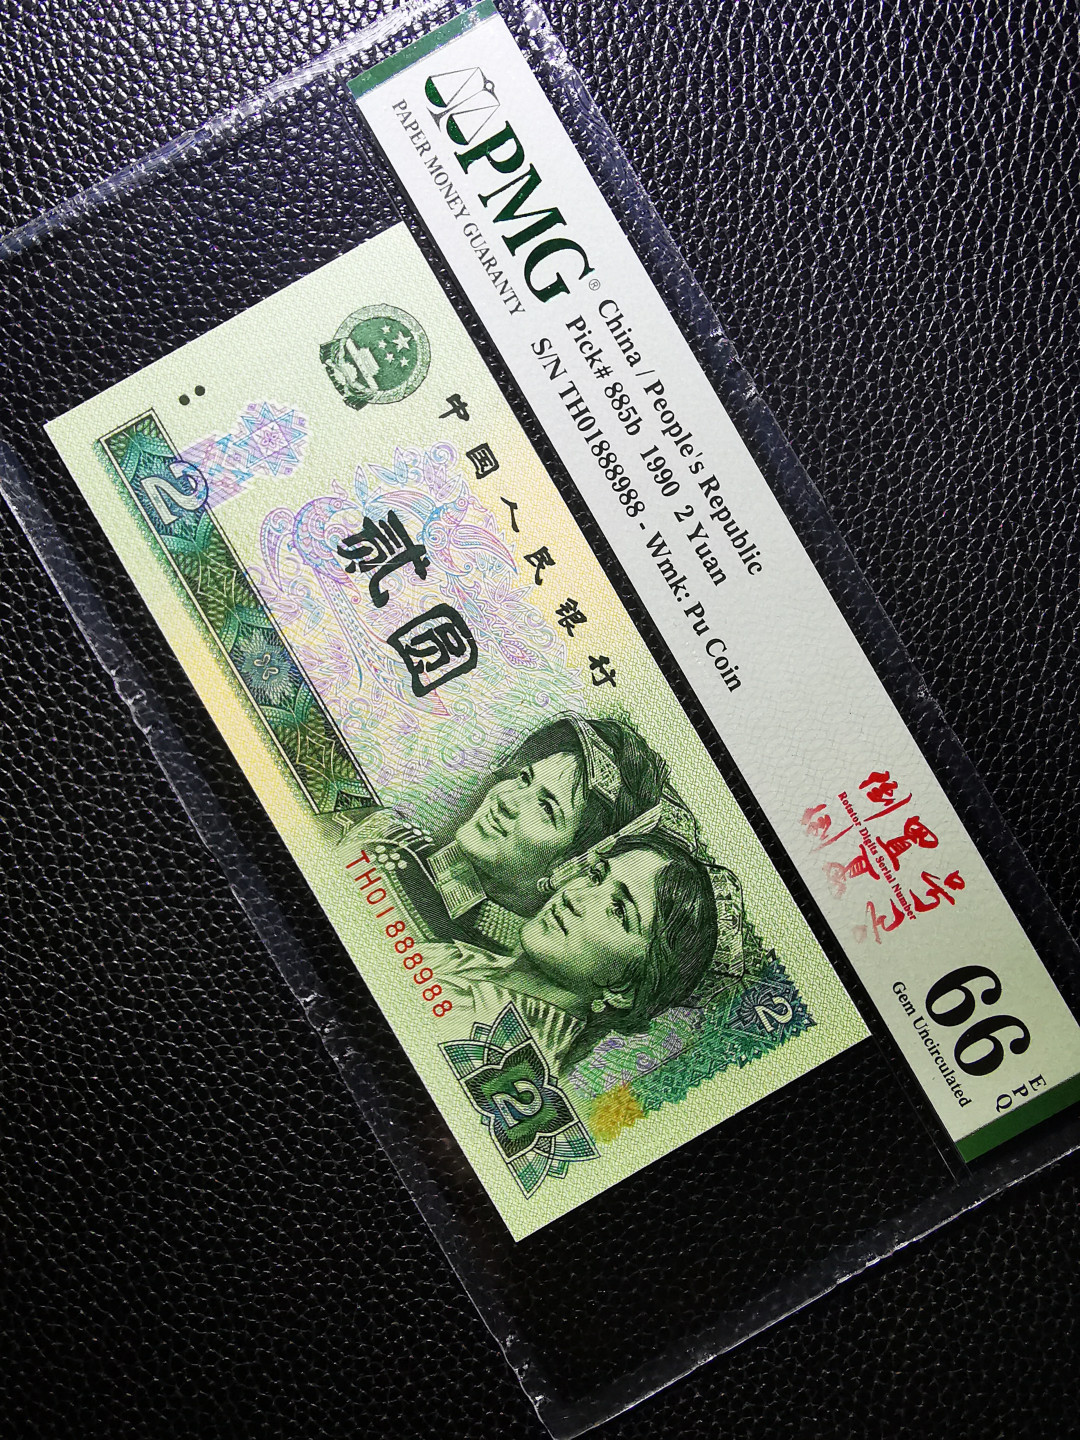 PMG®
PAPER MONEY GUARANTY
China / People's Republic
Pick# 885b 1990 2 Yuan
S/N TH01888988 - Wmk: Pu Coin
倒置号
Rotator Digits Serial Number
66
EPQ
Gem Uncirculated
中国人民银行
贰圆
2
TH01888988
2
2